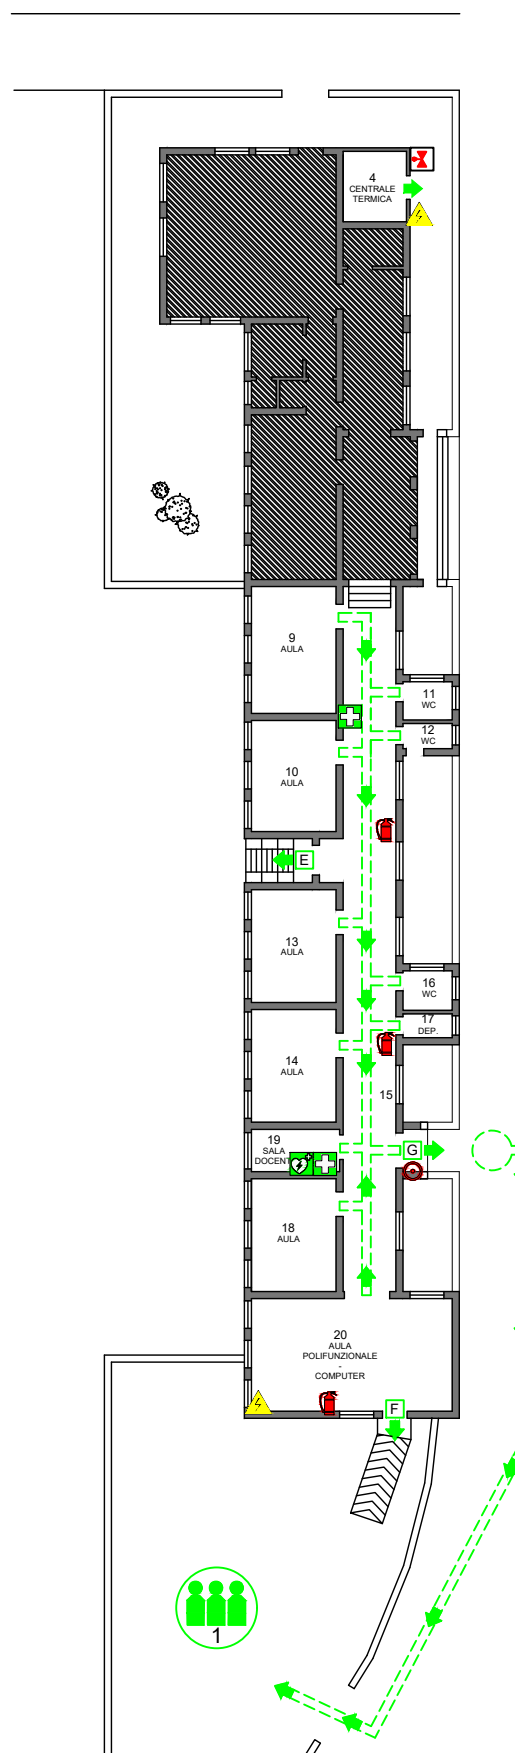 4
CENTRALE
TERMICA
9
AULA
11
WC
12
WC
10
AULA
E
13
AULA
16
WC
17
DEP.
14
AULA
15
19
SALA
DOCENTI
G
18
AULA
20
AULA
POLIFUNZIONALE
-
COMPUTER
F
1